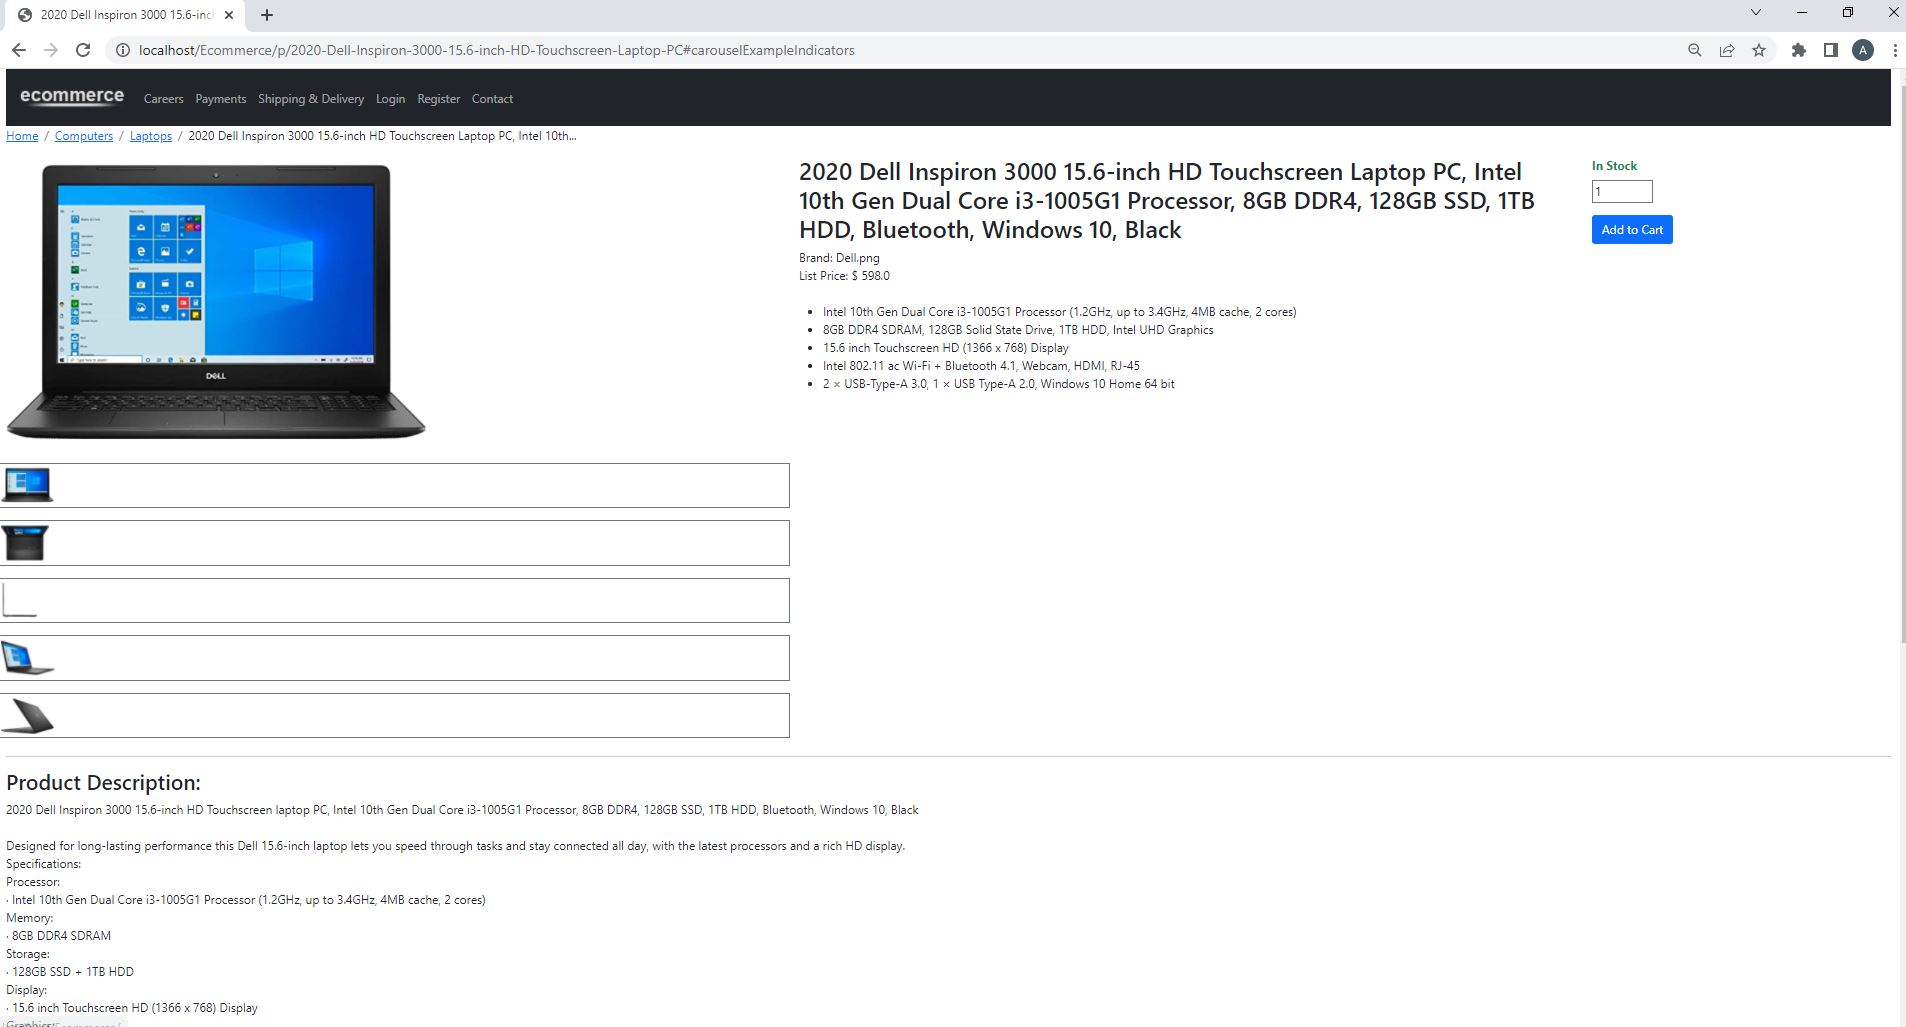 2020 Dell Inspiron 3000 15.6-inch
localhost/Ecommerce/p/2020-Dell-Inspiron-3000-15.6-inch-HD-Touchscreen-Laptop-PC#carouselExampleIndicators
A
ecommerce Careers Payments Shipping & Delivery Login Register Contact
Home / Computers / Laptops / 2020 Dell Inspiron 3000 15.6-inch HD Touchscreen Laptop PC, Intel 10th...
DELL
2020 Dell Inspiron 3000 15.6-inch HD Touchscreen Laptop PC, Intel
10th Gen Dual Core i3-1005G1 Processor, 8GB DDR4, 128GB SSD, 1TB
HDD, Bluetooth, Windows 10, Black
Brand: Dell.png
List Price: $ 598.0
• Intel 10th Gen Dual Core i3-1005G1 Processor (1.2GHz, up to 3.4GHz, 4MB cache, 2 cores)
• 8GB DDR4 SDRAM, 128GB Solid State Drive, 1TB HDD, Intel UHD Graphics
• 15.6 inch Touchscreen HD (1366 x 768) Display
• Intel 802.11 ac Wi-Fi + Bluetooth 4.1, Webcam, HDMI, RJ-45
• 2 × USB-Type-A 3.0, 1 × USB Type-A 2.0, Windows 10 Home 64 bit
In Stock
1
Add to Cart
Product Description:
2020 Dell Inspiron 3000 15.6-inch HD Touchscreen laptop PC, Intel 10th Gen Dual Core i3-1005G1 Processor, 8GB DDR4, 128GB SSD, 1TB HDD, Bluetooth, Windows 10, Black
Designed for long-lasting performance this Dell 15.6-inch laptop lets you speed through tasks and stay connected all day, with the latest processors and a rich HD display.
Specifications:
Processor:
· Intel 10th Gen Dual Core i3-1005G1 Processor (1.2GHz, up to 3.4GHz, 4MB cache, 2 cores)
Memory:
· 8GB DDR4 SDRAM
Storage:
· 128GB SSD + 1TB HDD
Display:
· 15.6 inch Touchscreen HD (1366 x 768) Display